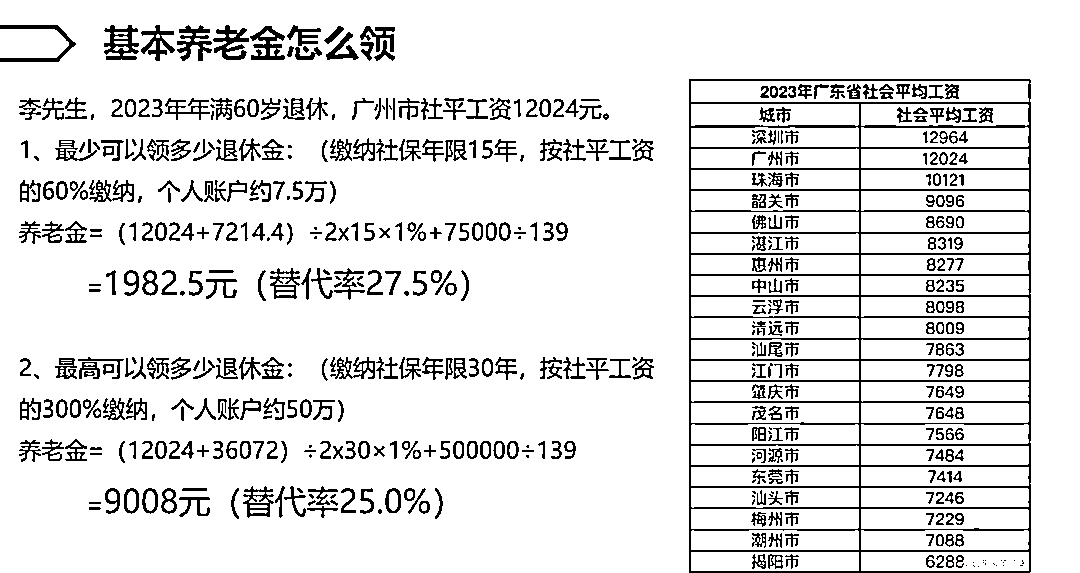 基本养老金怎么领
李先生，2023年年满60岁退休，广州市社平工资12024元。
1、最少可以领多少退休金：（缴纳社保年限15年，按社平工资
的60%缴纳，个人账户约7.5万）
养老金=（12024+7214.4）÷2x15×1%+75000÷139
=1982.5元（替代率27.5%）
2、最高可以领多少退休金：（缴纳社保年限30年，按社平工资
的300%缴纳，个人账户约50万）
养老金=（12024+36072）÷2x30×1%+500000÷139
=9008元（替代率25.0%）
2023年广东省社会平均工资
城市 社会平均工资
深圳市 12964
广州市 12024
珠海市 10121
韶关市 9096
佛山市 8690
湛江市 8319
惠州市 8277
中山市 8235
云浮市 8098
清远市 8009
汕尾市 7863
江门市 7798
肇庆市 7649
茂名市 7648
阳江市 7566
河源市 7484
东莞市 7414
汕头市 7246
梅州市 7229
潮州市 7088
揭阳市 6288